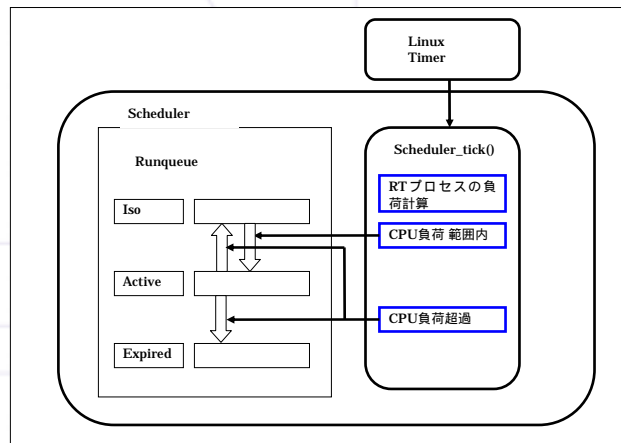 Linux
Timer
Scheduler
Scheduler_tick()
Runqueue
RTプロセスの負
荷計算
Iso
CPU負荷 範囲内
Active
CPU負荷超過
Expired